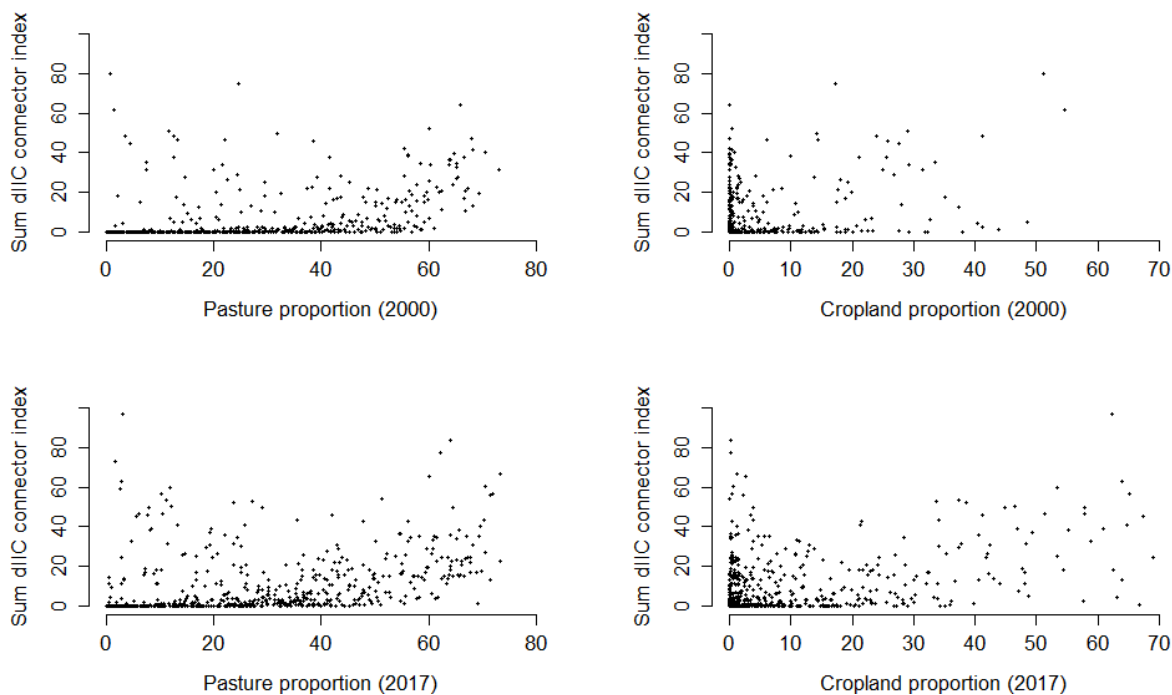 Sum dIIC connector index
0 20 40 60 80
0 20 40 60 80
Pasture proportion (2000)
Sum dIIC connector index
0 20 40 60 80
0 10 20 30 40 50 60 70
Cropland proportion (2000)
Sum dIIC connector index
0 20 40 60 80
0 20 40 60 80
Pasture proportion (2017)
Sum dIIC connector index
0 20 40 60 80
0 10 20 30 40 50 60 70
Cropland proportion (2017)